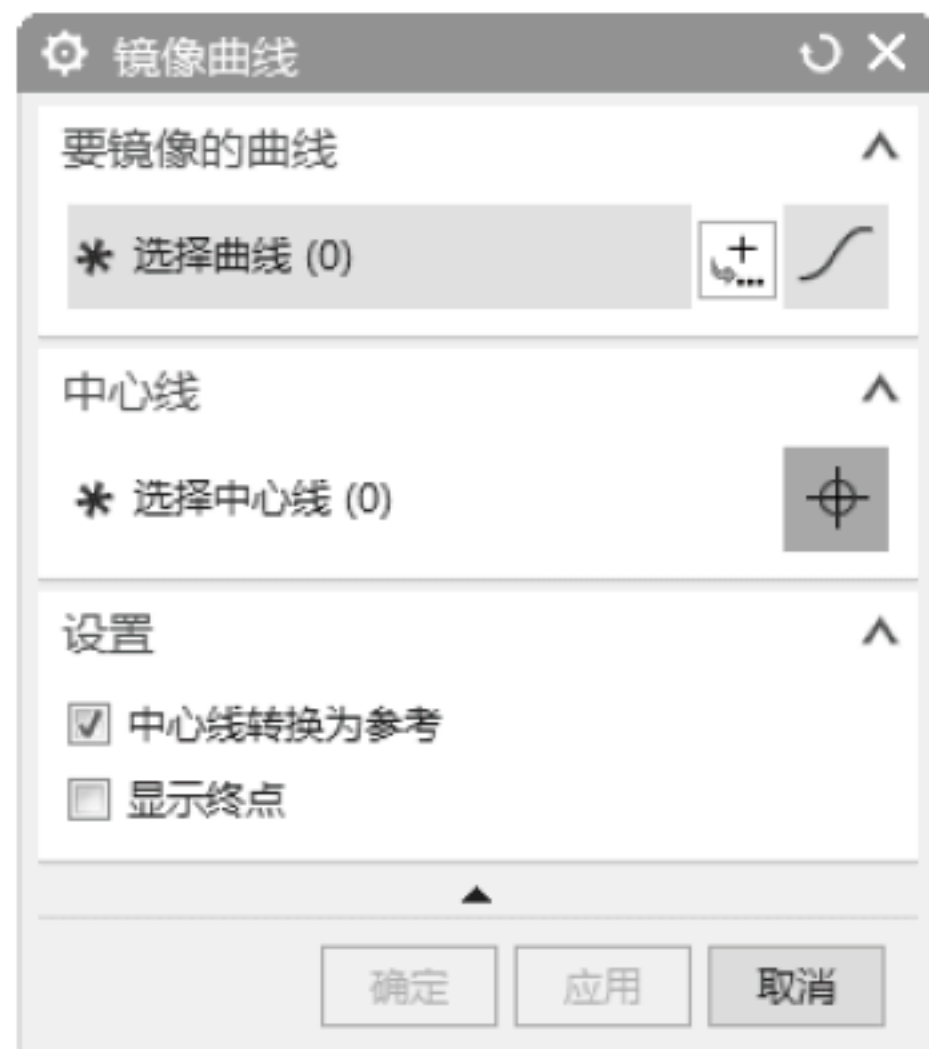 镜像曲线
要镜像的曲线
选择曲线 (0)
中心线
选择中心线 (0)
设置
中心线转换为参考
显示终点
确定 应用 取消